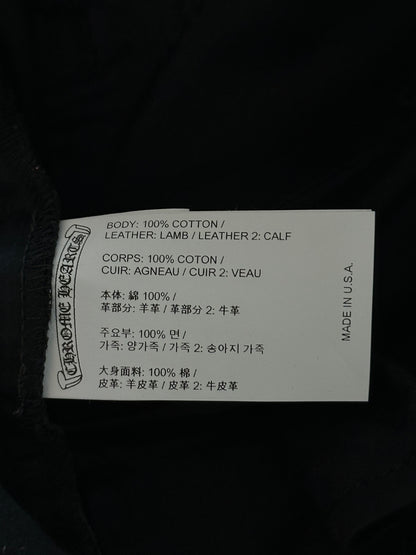 CHROME HEARTS
BODY: 100% COTTON /
LEATHER: LAMB / LEATHER 2: CALF
CORPS: 100% COTON /
CUIR: AGNEAU / CUIR 2: VEAU
本体: 綿 100% /
革部分: 羊革 / 革部分 2: 牛革
주요부: 100% 면 /
가죽: 양가죽 / 가죽 2: 송아지 가죽
大身面料: 100% 棉 /
皮革: 羊皮革 / 皮革 2: 牛皮革
MADE IN U.S.A.